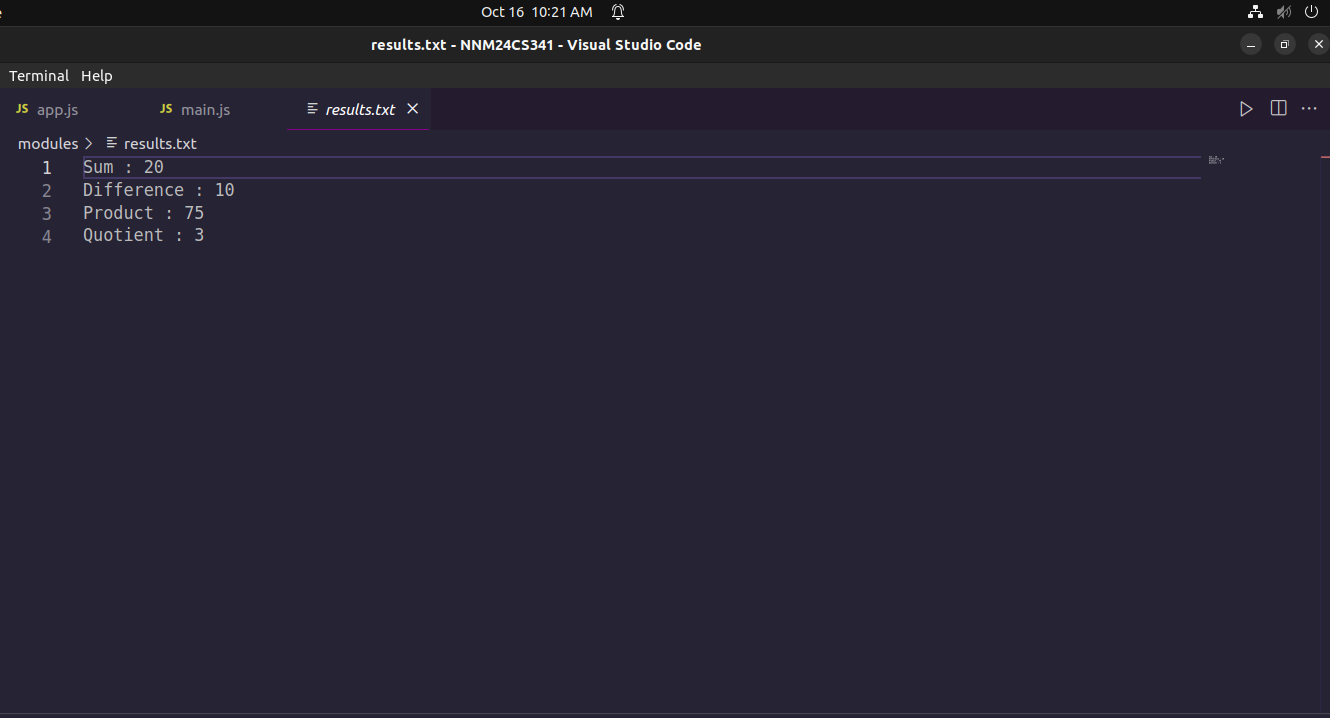 Oct 16 10:21 AM
results.txt - NNM24CS341 - Visual Studio Code
Terminal Help
JS app.js JS main.js results.txt
modules > results.txt
1 Sum : 20
2 Difference : 10
3 Product : 75
4 Quotient : 3